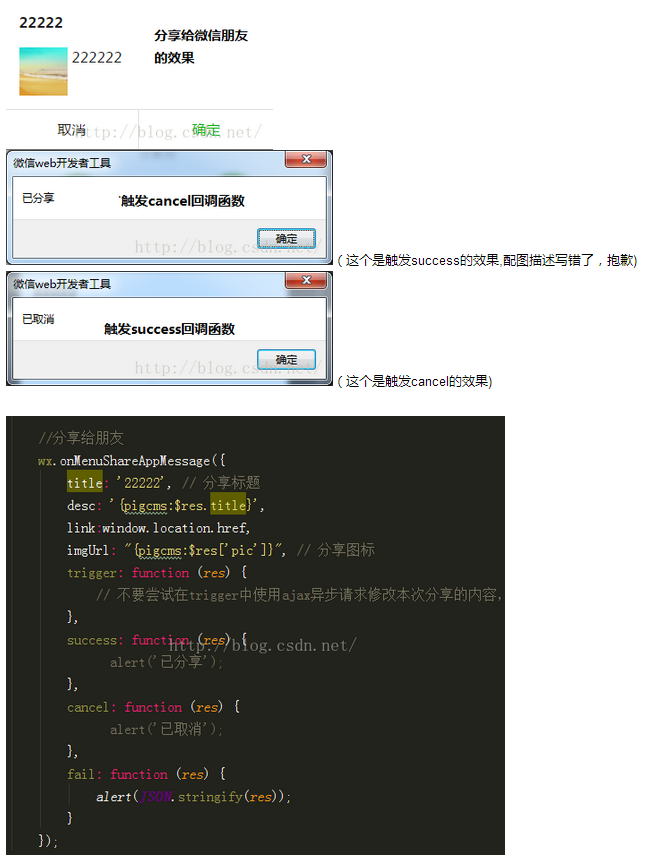 22222
分享给微信朋友
的效果
222222
取消
确定
http://blog.csdn.net/
微信web开发者工具
已分享
触发cancel回调函数
确定
http://blog.csdn.net/
(这个是触发success的效果,配图描述写错了，抱歉)
微信web开发者工具
已取消
触发success回调函数
确定
http://blog.csdn.net/
(这个是触发cancel的效果)
//分享给朋友
wx.onMenuShareAppMessage({
title: '22222', // 分享标题
desc: '{pigcms:$res.title}',
link:window.location.href,
imgUrl: "{pigcms:$res['pic']}", // 分享图标
trigger: function (res) {
// 不要尝试在trigger中使用ajax异步请求修改本次分享的内容,
},
success: function (res) {
http://blog.csdn.net/
alert('已分享');
},
cancel: function (res) {
alert('已取消');
},
fail: function (res) {
alert(JSON.stringify(res));
}
});